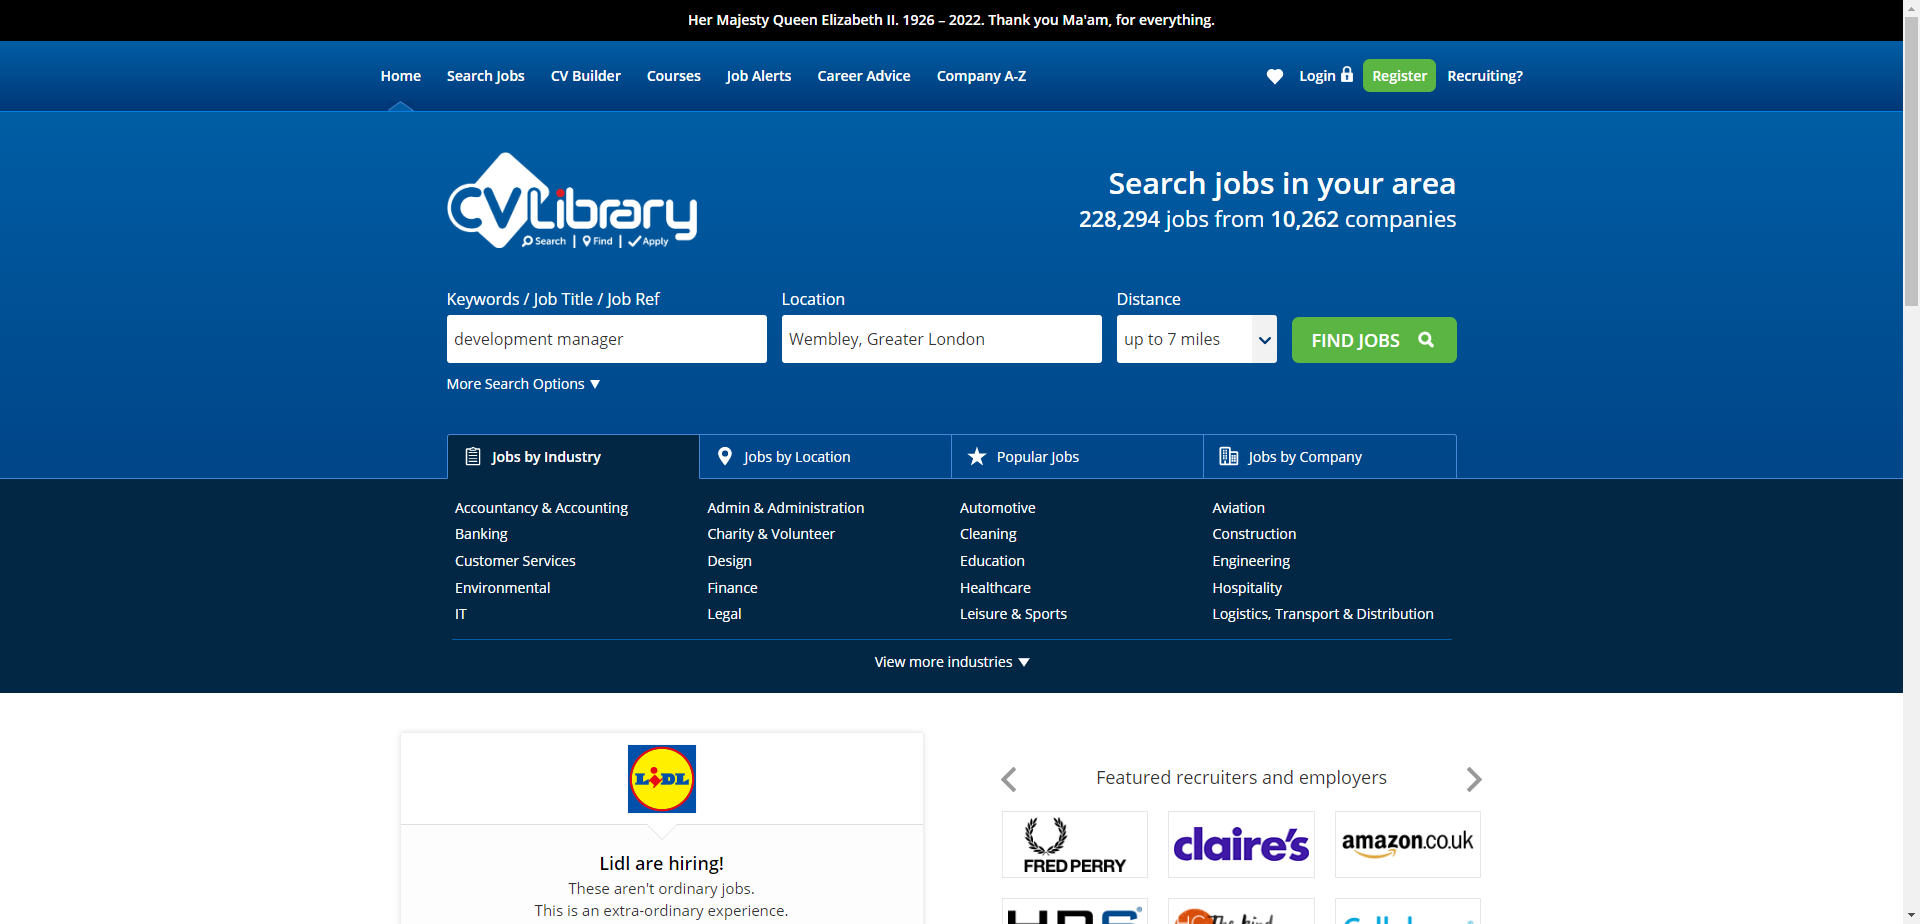 Her Majesty Queen Elizabeth II. 1926 – 2022. Thank you Ma'am, for everything.
Home Search Jobs CV Builder Courses Job Alerts Career Advice Company A-Z Login Register Recruiting?
CV Library
Search | Find | Apply
Search jobs in your area
228,294 jobs from 10,262 companies
Keywords / Job Title / Job Ref Location Distance
development manager Wembley, Greater London up to 7 miles FIND JOBS
More Search Options
Jobs by Industry Jobs by Location Popular Jobs Jobs by Company
Accountancy & Accounting Admin & Administration Automotive Aviation
Banking Charity & Volunteer Cleaning Construction
Customer Services Design Education Engineering
Environmental Finance Healthcare Hospitality
IT Legal Leisure & Sports Logistics, Transport & Distribution
View more industries
LIDL
Lidl are hiring!
These aren't ordinary jobs.
This is an extra-ordinary experience.
Featured recruiters and employers
FRED PERRY claire's amazon.co.uk